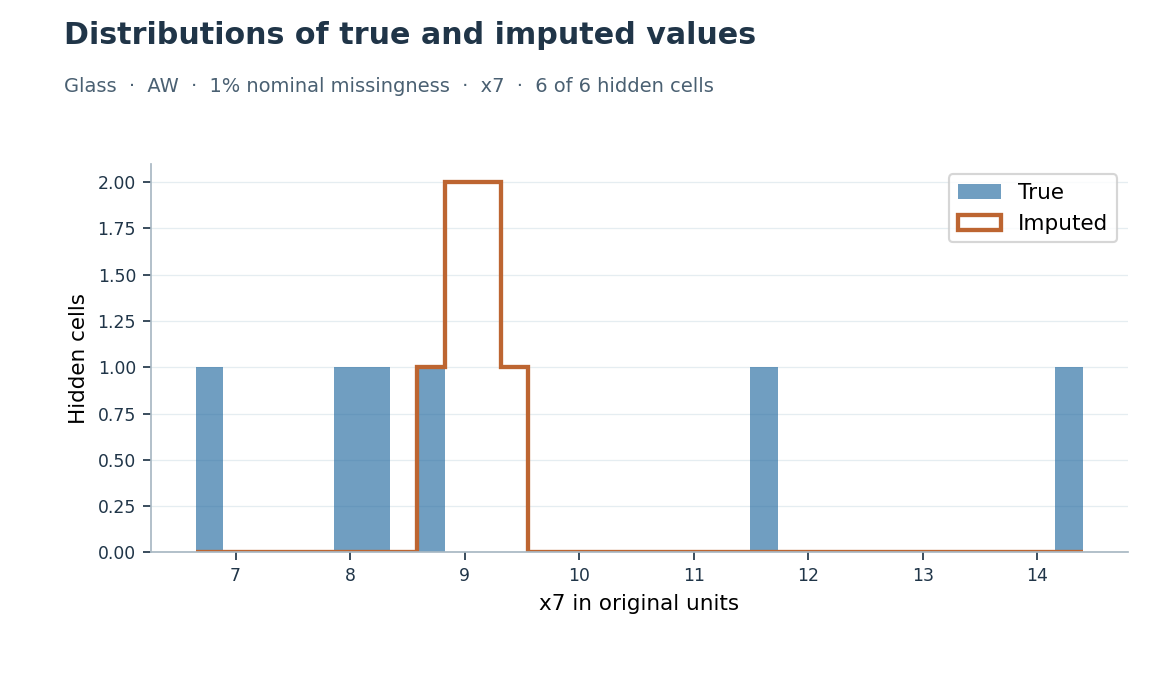 Distributions of true and imputed values
Glass · AW · 1% nominal missingness · x7 · 6 of 6 hidden cells
2.00
1.75
1.50
1.25
1.00
0.75
0.50
0.25
0.00
Hidden cells
True
Imputed
7 8 9 10 11 12 13 14
x7 in original units